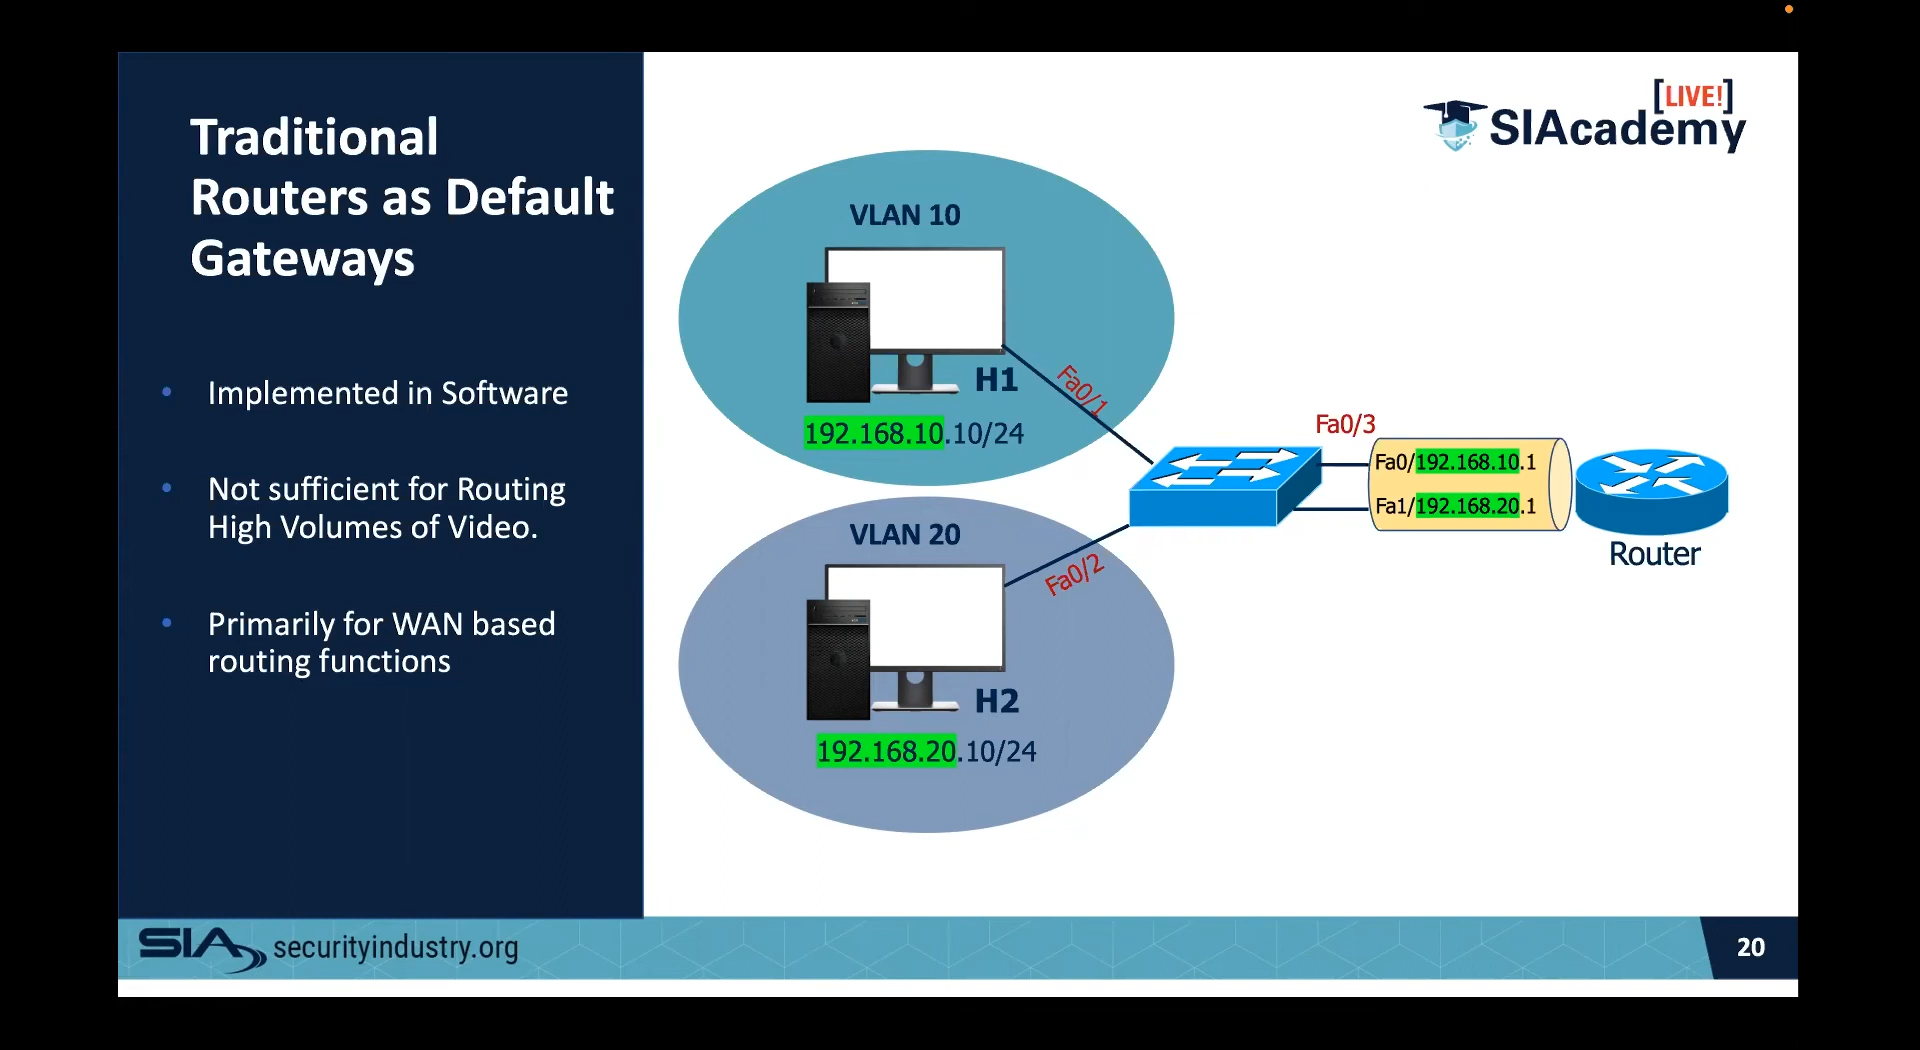 Traditional
Routers as Default
Gateways
• Implemented in Software
• Not sufficient for Routing
High Volumes of Video.
• Primarily for WAN based
routing functions
[LIVE!]
SIAcademy
VLAN 10
H1
192.168.10.10/24
Fa0/1
VLAN 20
H2
192.168.20.10/24
Fa0/2
Fa0/3
Fa0/192.168.10.1
Fa1/192.168.20.1
Router
SIA securityindustry.org
20